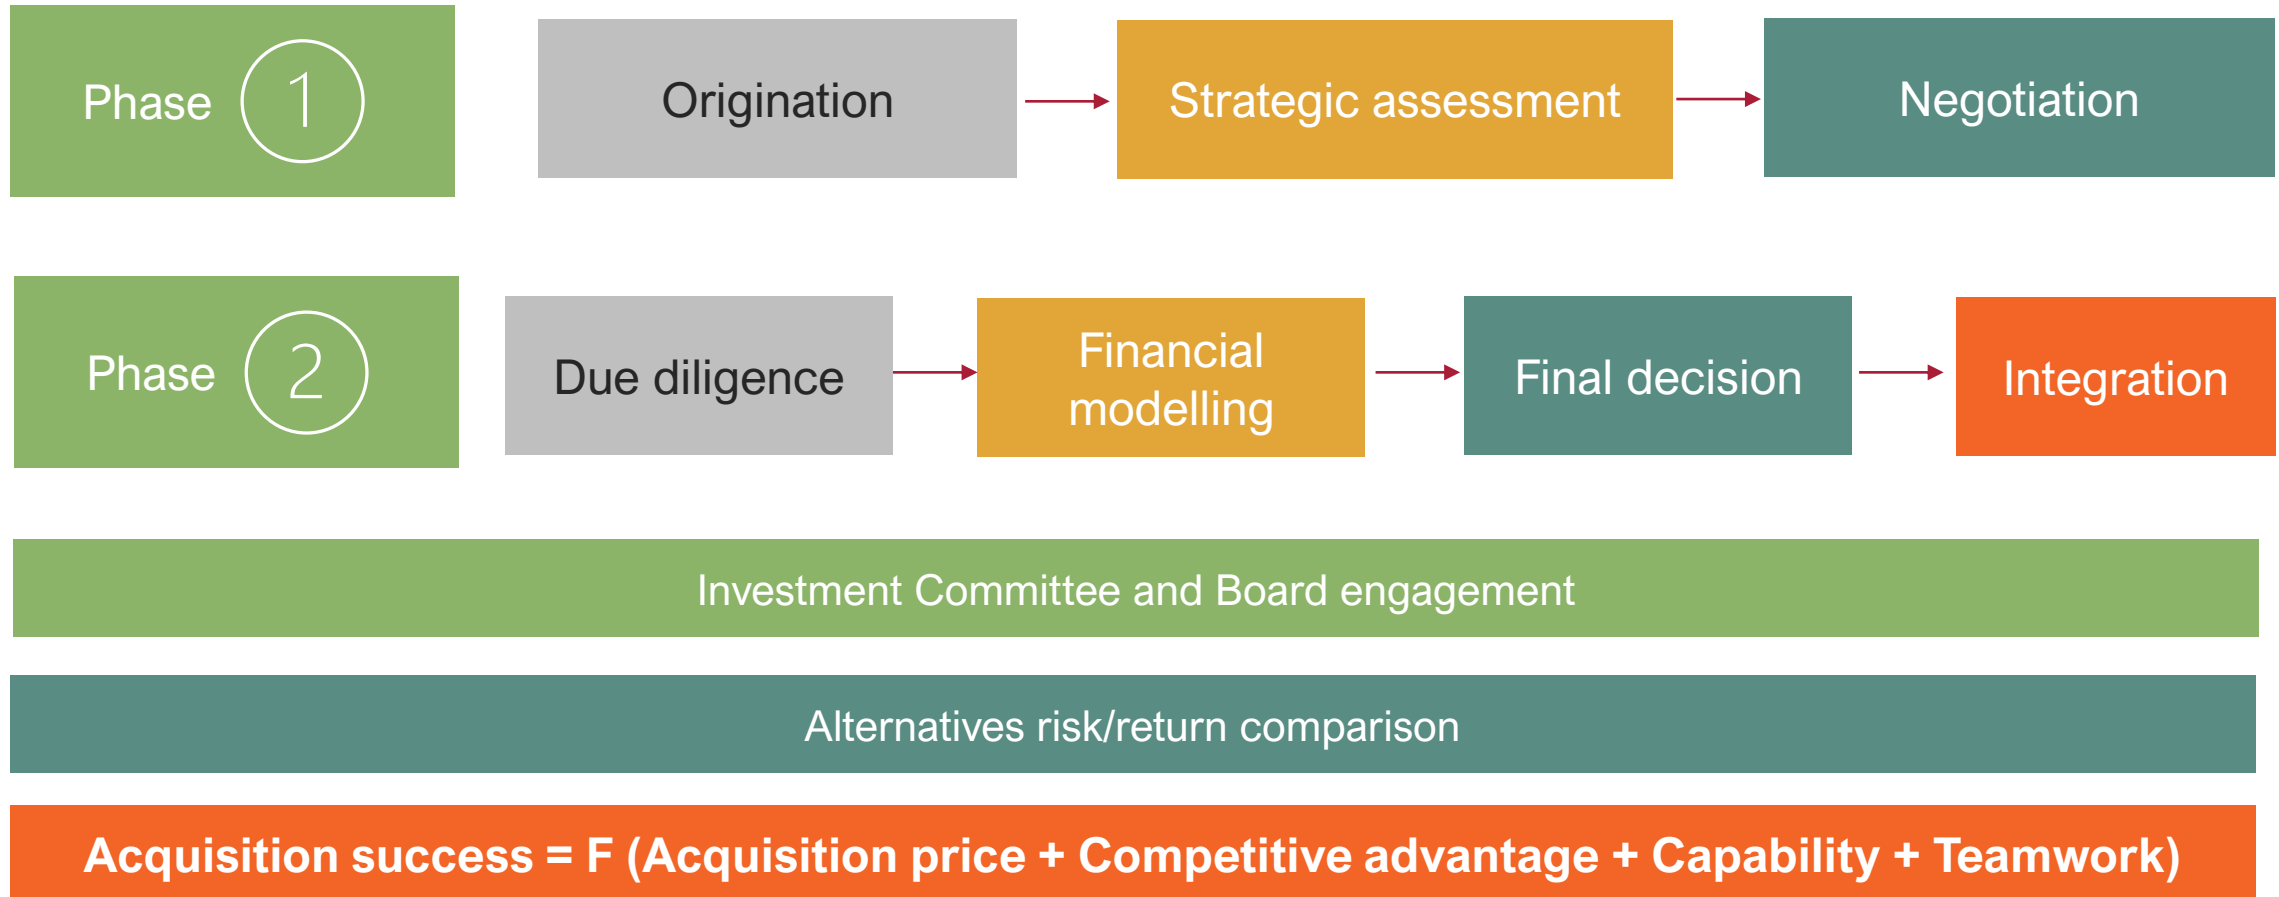 Phase 1
Origination
Strategic assessment
Negotiation
Phase 2
Due diligence
Financial
modelling
Final decision
Integration
Investment Committee and Board engagement
Alternatives risk/return comparison
Acquisition success = F (Acquisition price + Competitive advantage + Capability + Teamwork)